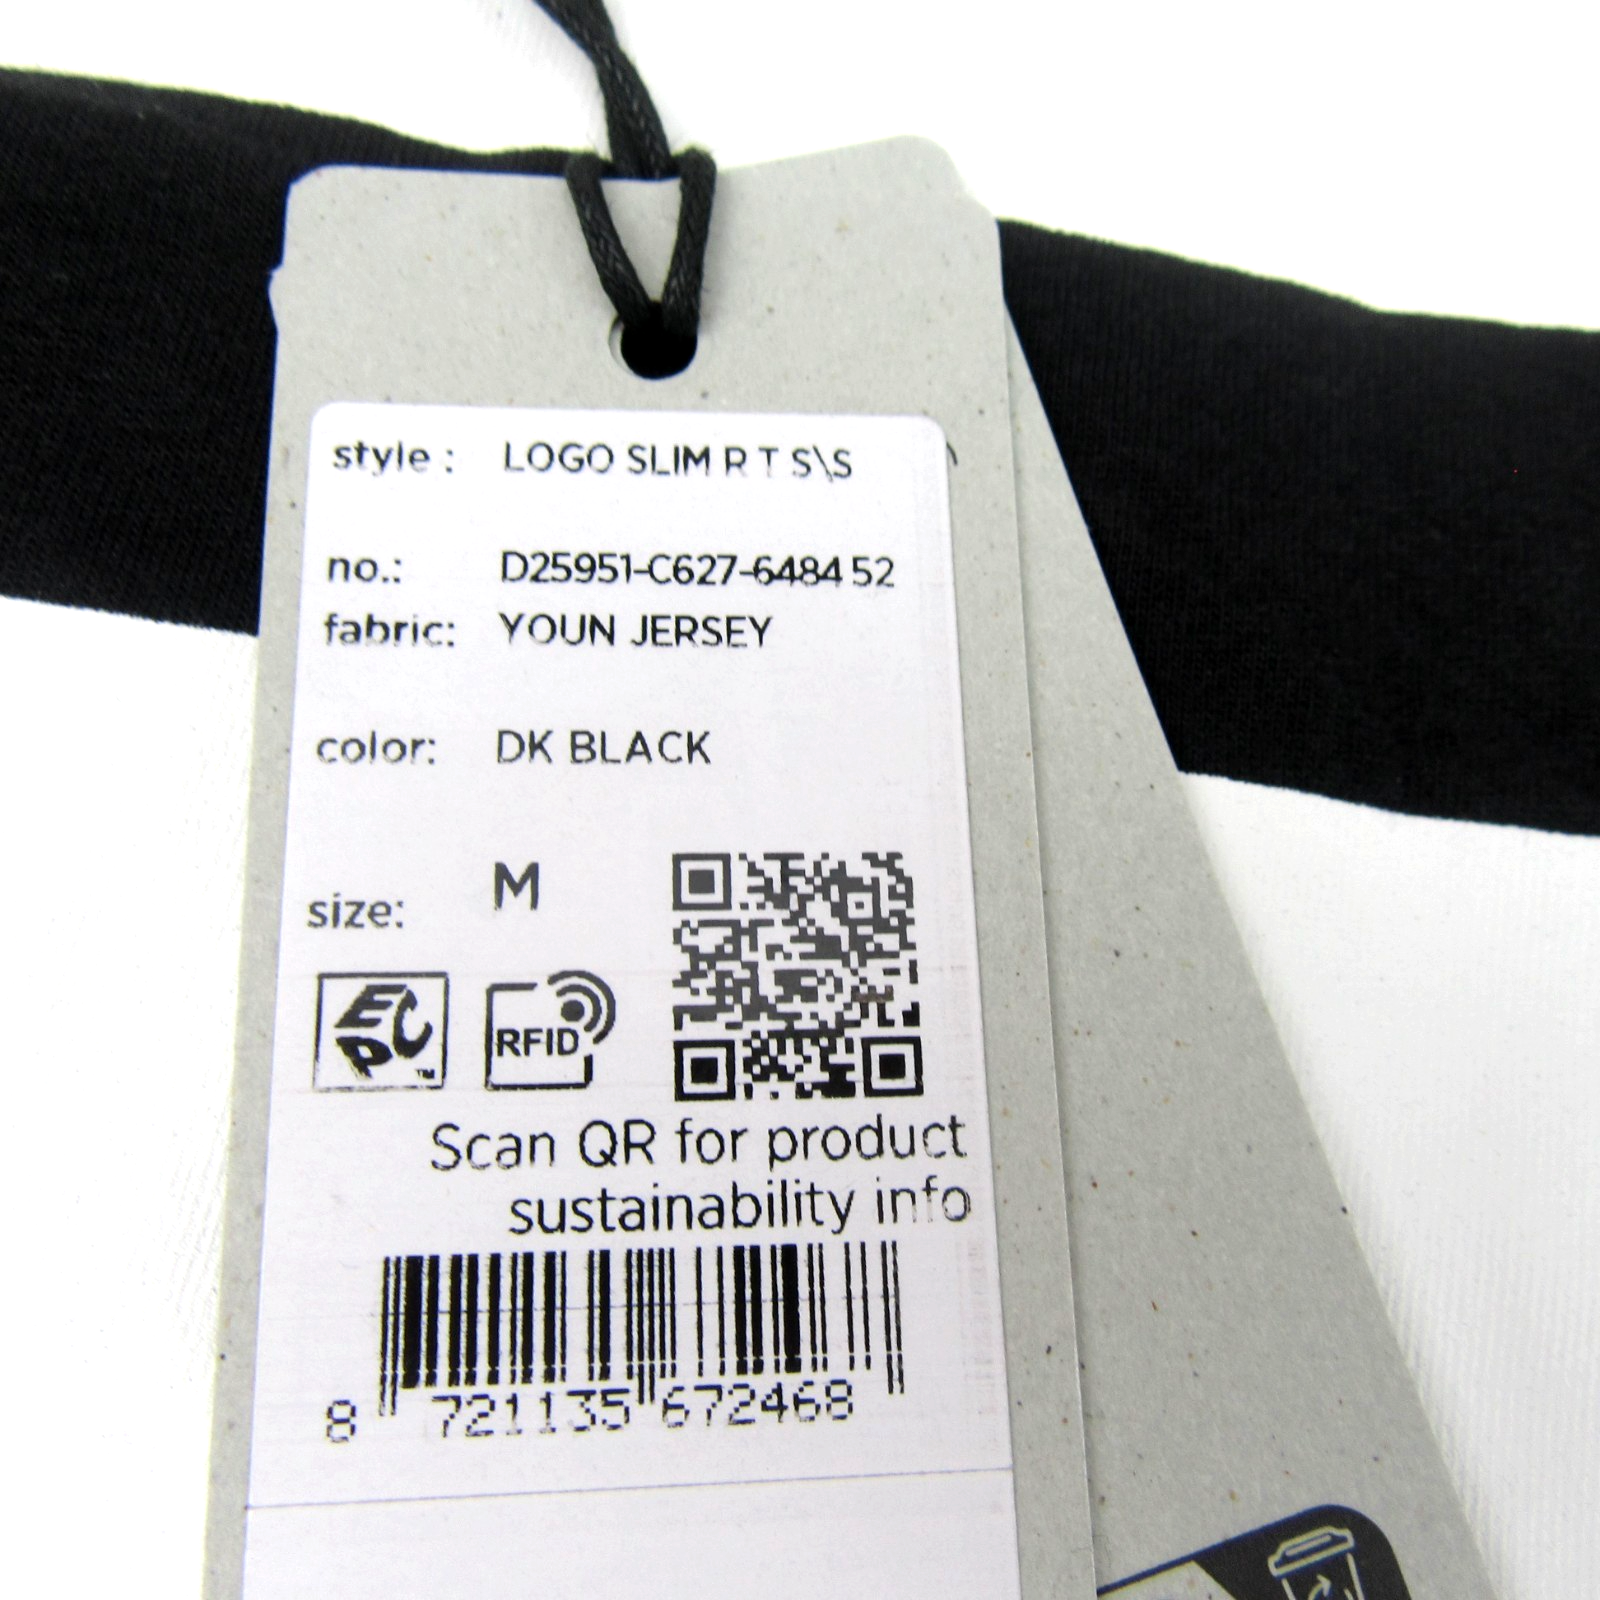 style : LOGO SLIM R T S\S
no.: D25951-C627-6484 52
fabric: YOUN JERSEY
color: DK BLACK
size: M
EPC TM RFID
Scan QR for product
sustainability info
8 721135 672468